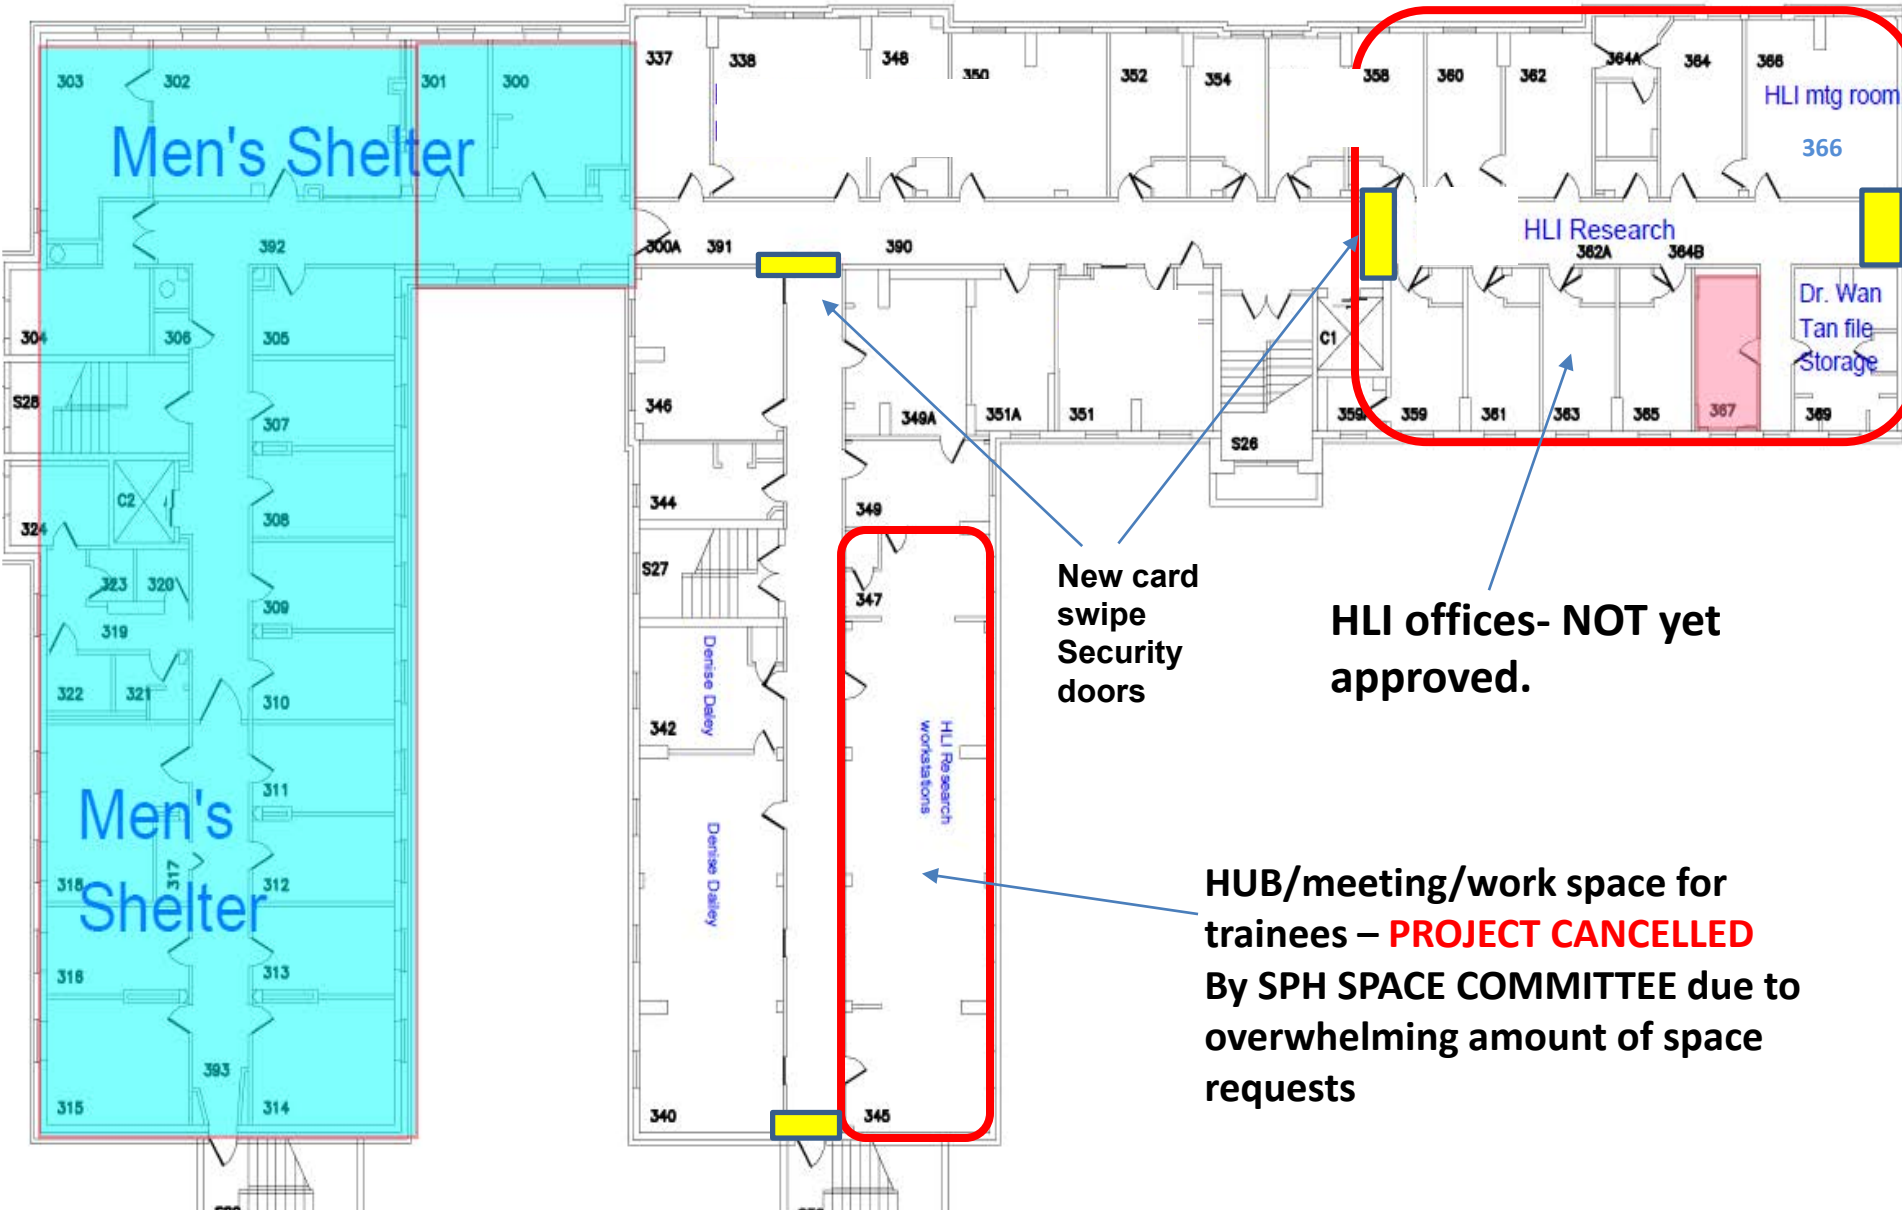 303
302
301
300
337
338
348
350
352
354
358
360
362
364A
364
366
HLI mtg room
366
Men's Shelter
392
300A
391
390
HLI Research
362A
364B
304
306
305
346
349A
351A
351
C1
S26
359
361
363
365
367
369
Dr. Wan
Tan file
Storage
S28
307
C2
308
324
344
349
323
320
309
319
S27
347
322
321
310
342
Denise Daley
HLI Research
workstations
New card
swipe
Security
doors
HLI offices- NOT yet
approved.
311
Men's
Shelter
317
312
Denise Dailey
316
313
HUB/meeting/work space for
trainees – PROJECT CANCELLED
By SPH SPACE COMMITTEE due to
overwhelming amount of space
requests
393
315
314
340
345